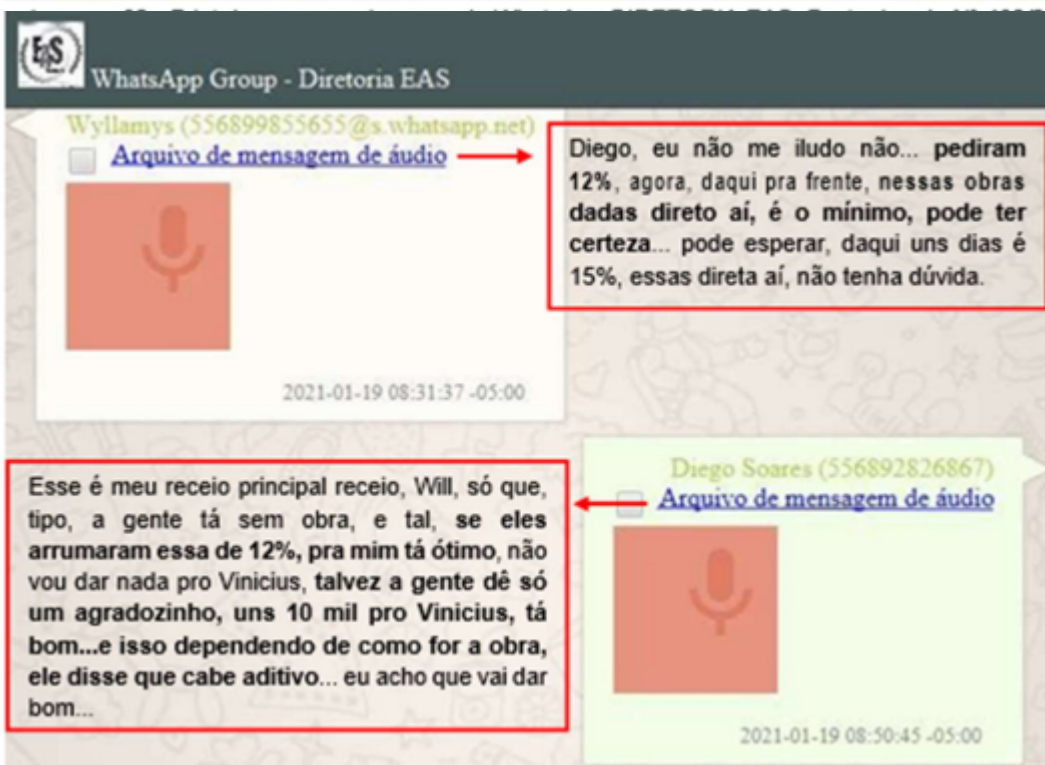 EAS
WhatsApp Group - Diretoria EAS
Wyllamys (556899855655@s.whatsapp.net)
Arquivo de mensagem de áudio
Diego, eu não me iludo não... pediram
12%, agora, daqui pra frente, nessas obras
dadas direto aí, é o mínimo, pode ter
certeza... pode esperar, daqui uns dias é
15%, essas direta aí, não tenha dúvida.
2021-01-19 08:31:37 -05:00
Diego Soares (556892826867)
Arquivo de mensagem de áudio
Esse é meu receio principal receio, Will, só que,
tipo, a gente tá sem obra, e tal, se eles
arrumaram essa de 12%, pra mim tá ótimo, não
vou dar nada pro Vinicius, talvez a gente dê só
um agradozinho, uns 10 mil pro Vinicius, tá
bom...e isso dependendo de como for a obra,
ele disse que cabe aditivo... eu acho que vai dar
bom...
2021-01-19 08:50:45 -05:00